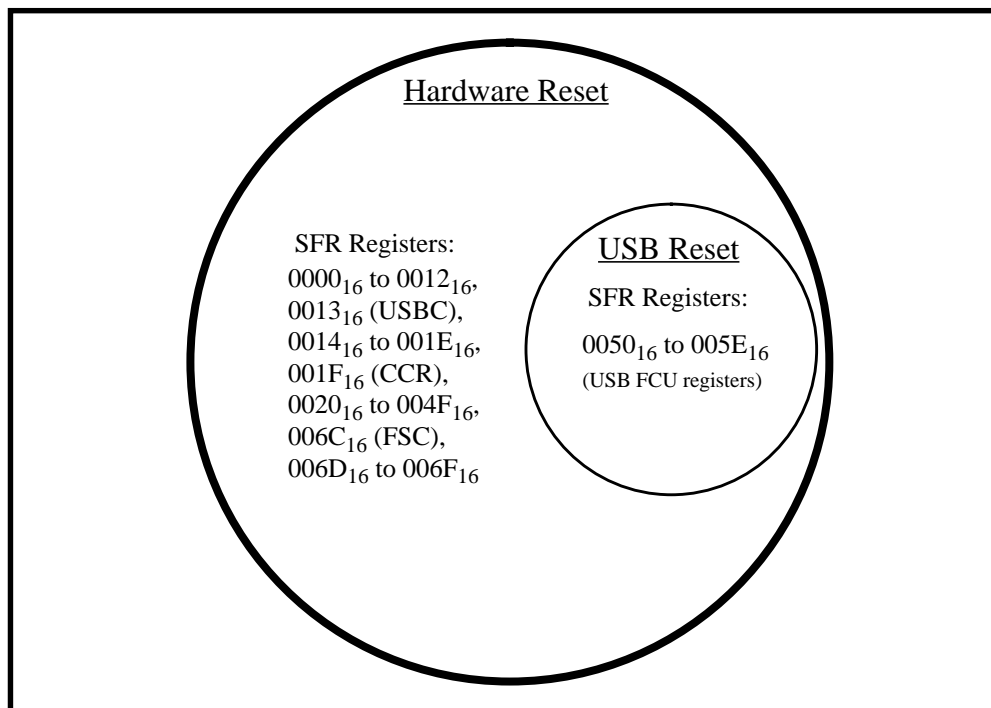 Hardware Reset
SFR Registers:
0000₁₆ to 0012₁₆,
0013₁₆ (USBC),
0014₁₆ to 001E₁₆,
001F₁₆ (CCR),
0020₁₆ to 004F₁₆,
006C₁₆ (FSC),
006D₁₆ to 006F₁₆
USB Reset
SFR Registers:
0050₁₆ to 005E₁₆
(USB FCU registers)